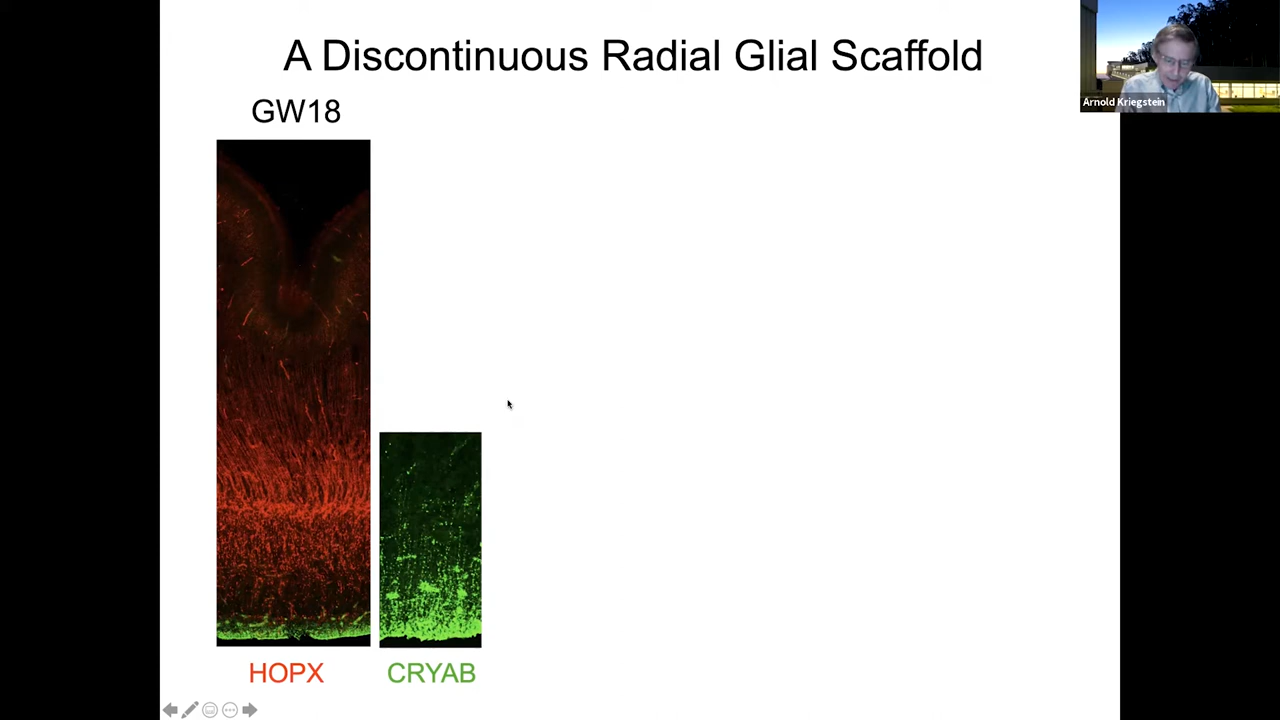 A Discontinuous Radial Glial Scaffold
Arnold Kriegstein
GW18
HOPX
CRYAB